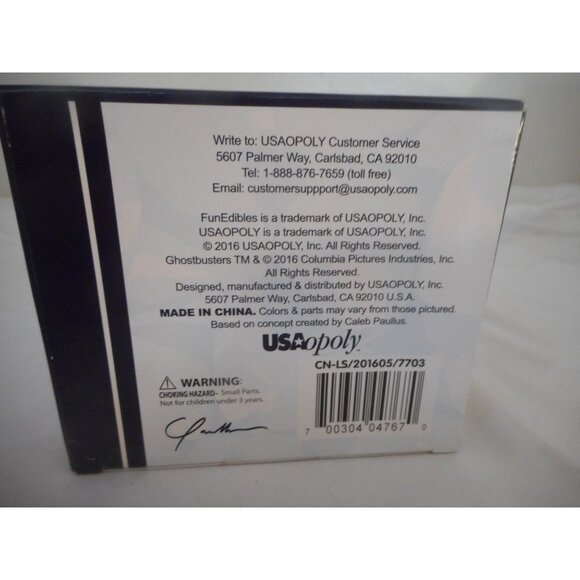 Write to: USAOPOLY Customer Service
5607 Palmer Way, Carlsbad, CA 92010
Tel: 1-888-876-7659 (toll free)
Email: customersuppport@usaopoly.com
FunEdibles is a trademark of USAOPOLY, Inc.
USAOPOLY is a trademark of USAOPOLY, Inc.
© 2016 USAOPOLY, Inc. All Rights Reserved.
Ghostbusters TM & © 2016 Columbia Pictures Industries, Inc.
All Rights Reserved.
Designed, manufactured & distributed by USAOPOLY, Inc.
5607 Palmer Way, Carlsbad, CA 92010 U.S.A.
MADE IN CHINA. Colors & parts may vary from those pictured.
Based on concept created by Caleb Paullus.
USAopoly™
CN-LS/201605/7703
⚠ WARNING:
CHOKING HAZARD– Small Parts.
Not for children under 3 years.
7 00304 04767 0